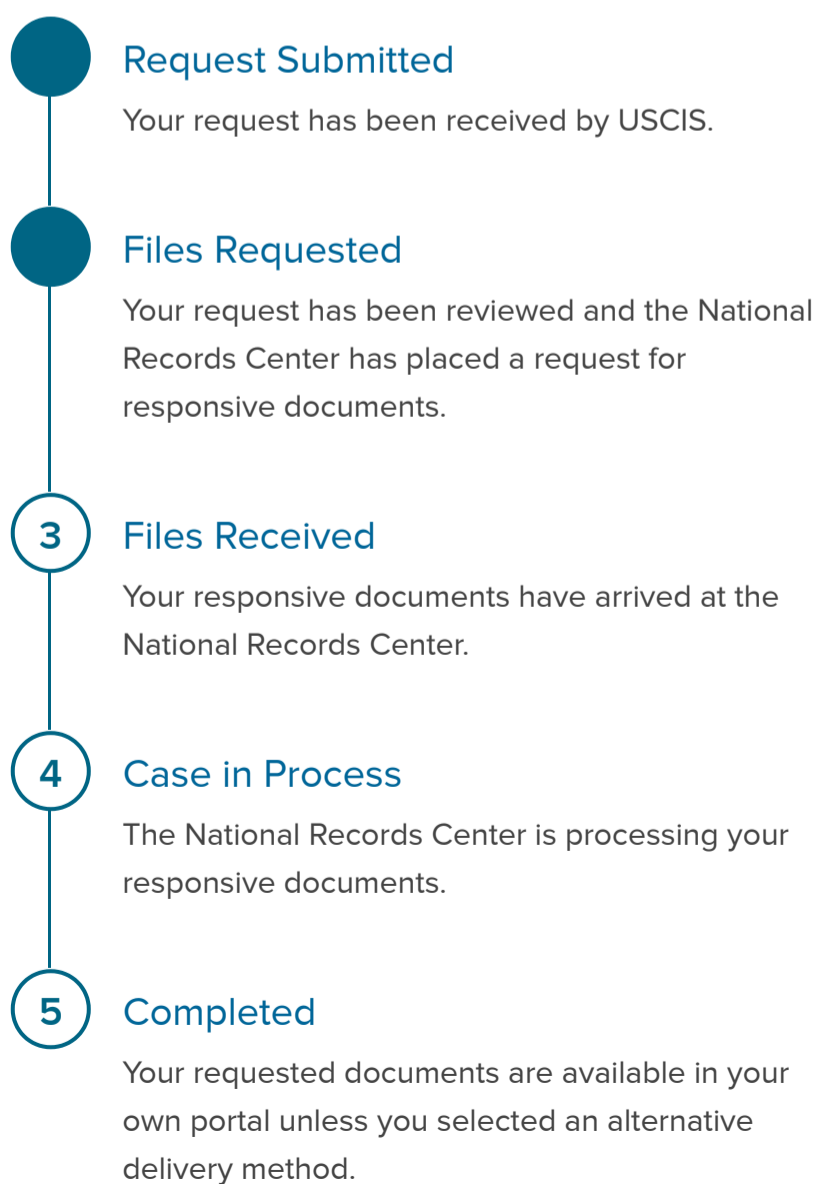 Request Submitted
Your request has been received by USCIS.
Files Requested
Your request has been reviewed and the National
Records Center has placed a request for
responsive documents.
3
Files Received
Your responsive documents have arrived at the
National Records Center.
4
Case in Process
The National Records Center is processing your
responsive documents.
5
Completed
Your requested documents are available in your
own portal unless you selected an alternative
delivery method.